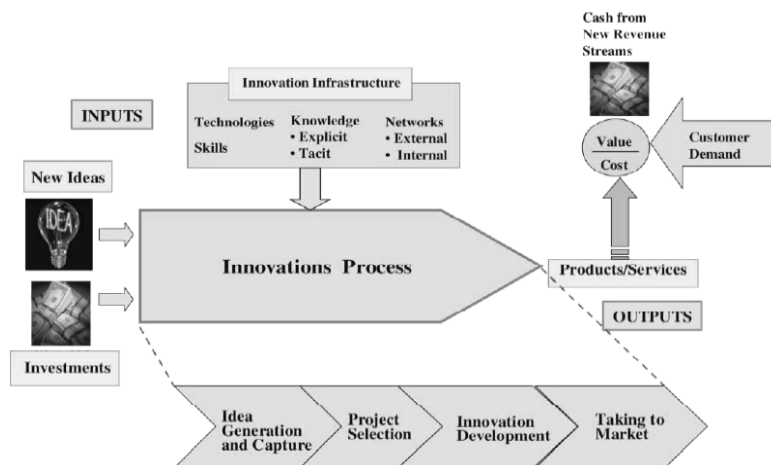 Cash from
New Revenue
Streams
Innovation Infrastructure
INPUTS
Technologies
Skills
Knowledge
• Explicit
• Tacit
Networks
• External
• Internal
Value
Cost
Customer
Demand
New Ideas
IDEA
Innovations Process
Products/Services
OUTPUTS
Investments
Idea
Generation
and Capture
Project
Selection
Innovation
Development
Taking to
Market